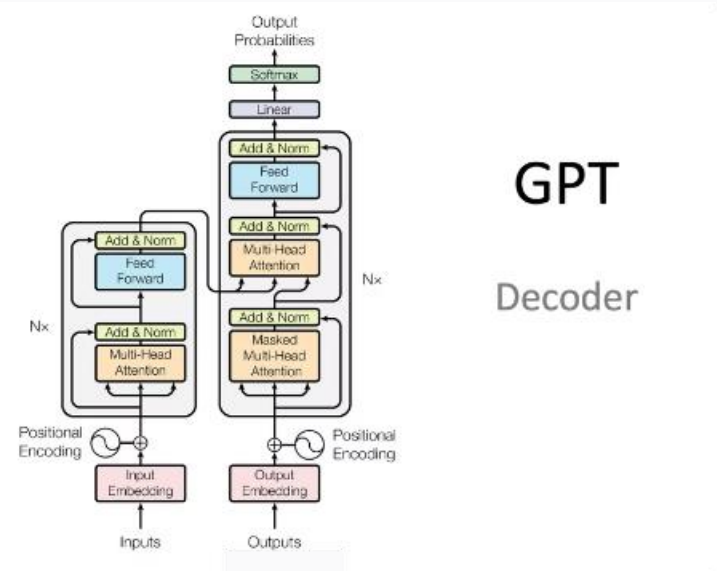 Output
Probabilities
Softmax
Linear
Add & Norm
Feed
Forward
Add & Norm
Multi-Head
Attention
Add & Norm
Masked
Multi-Head
Attention
Nx
Positional
Encoding
Output
Embedding
Outputs
Add & Norm
Feed
Forward
Add & Norm
Multi-Head
Attention
Nx
Positional
Encoding
Input
Embedding
Inputs
GPT
Decoder